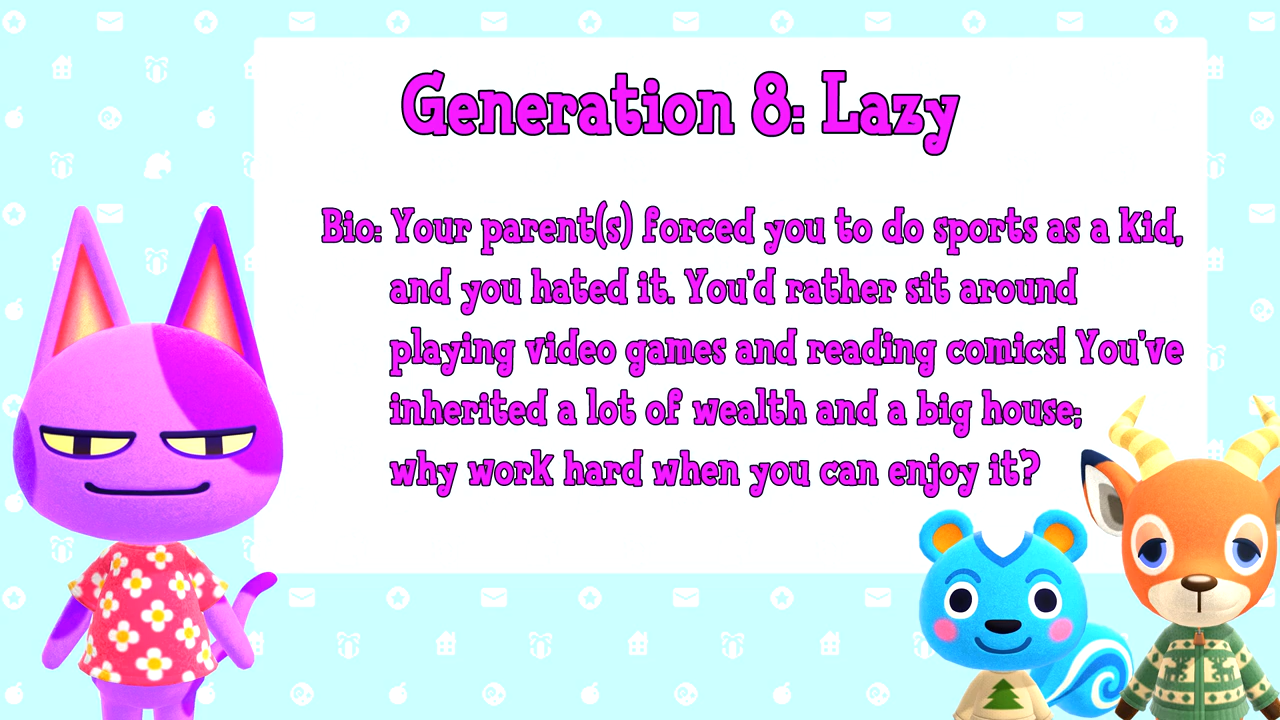 Generation 8: Lazy
Bio: Your parent(s) forced you to do sports as a kid,
and you hated it. You'd rather sit around
playing video games and reading comics! You've
inherited a lot of wealth and a big house;
why work hard when you can enjoy it?